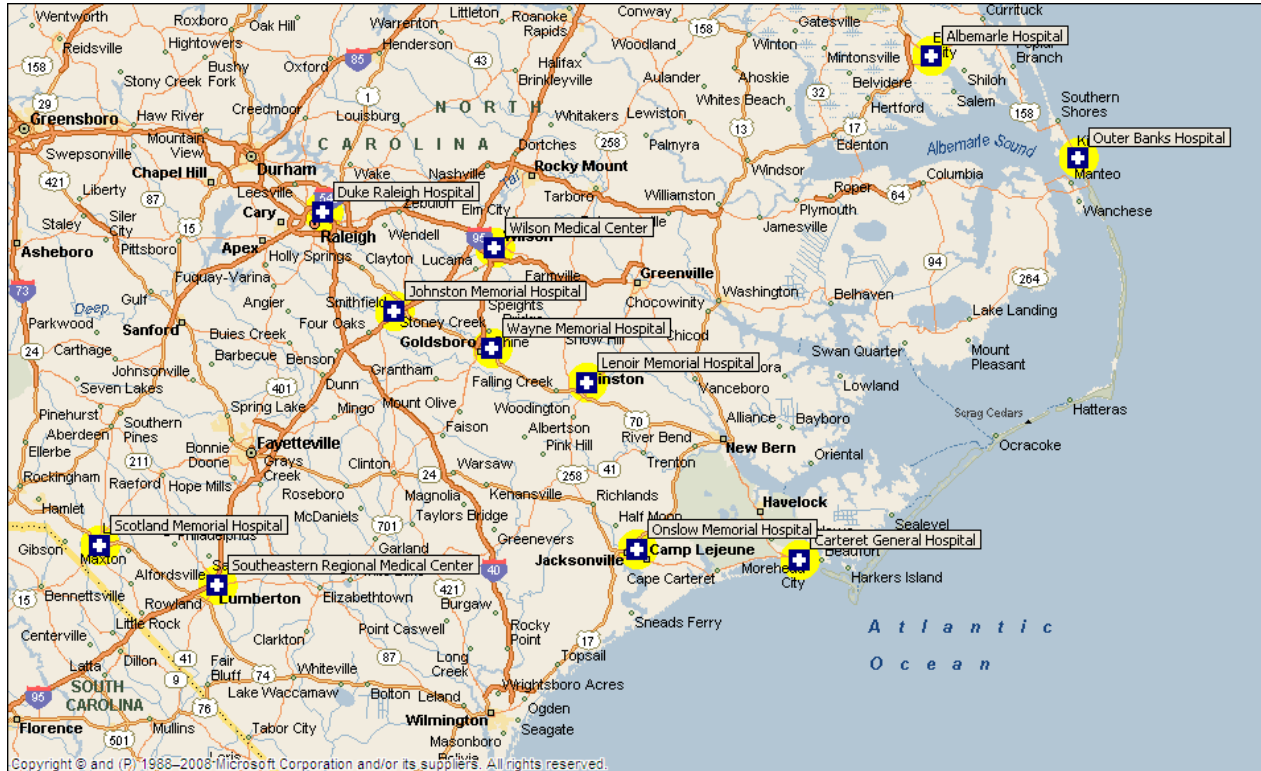 Wentworth
Roxboro
Oak Hill
Littleton
Warrenton
Roanoke
Rapids
Conway
Gatesville
Currituck
Reidsville
Hightowers
Bushy
Fork
Oxford
85
Henderson
43
Halifax
Brinkleyville
Woodland
158
Winton
Mintonsville
Albemarle Hospital
Branch
158
Stony Creek
29
Creedmoor
1
Louisburg
NORTH
CAROLINA
Aulander
Ahoskie
Whites Beach
32
Belvidere
Hertford
Shiloh
Salem
158
Southern
Shores
Greensboro
Haw River
Mountain
View
Durham
Whitakers
Lewiston
Dortches
258
Palmyra
13
17
Edenton
Albemarle Sound
Outer Banks Hospital
Swepsonville
421
Liberty
Chapel Hill
Leesville
Wake
Nashville
Rocky Mount
Windsor
Columbia
Manteo
87
Cary
Duke Raleigh Hospital
Zebulon
Elm City
Tar
Tarboro
Williamston
Roper
64
Plymouth
Wanchese
Staley
Siler
City
15
Pittsboro
Apex
Raleigh
Wendell
95
Wilson Medical Center
Jamesville
Asheboro
Holly Springs
Clayton
Lucama
Farmville
Greenville
94
264
73
Fuquay-Varina
Deep
Gulf
Angier
Smithfield
Johnston Memorial Hospital
Speights
Chocowinity
Washington
Belhaven
Lake Landing
Parkwood
Sanford
Buies Creek
Four Oaks
Stoney Creek
Wayne Memorial Hospital
Chicod
24
Carthage
Barbecue
Benson
Goldsboro
Snow Hill
Swan Quarter
Mount
Pleasant
Johnsonville
Seven Lakes
401
Dunn
Grantham
Lenoir Memorial Hospital
Falling Creek
Kinston
Vanceboro
Lowland
Pinehurst
Spring Lake
Mingo
Mount Olive
Woodington
70
Alliance
Bayboro
Scrag Cedars
Hatteras
Aberdeen
Southern
Pines
Bonnie
Doone
Fayetteville
Faison
Albertson
Pink Hill
River Bend
New Bern
Ocracoke
Ellerbe
Rockingham
211
Raeford
Hope Mills
Grays
Creek
Clinton
24
Warsaw
258
41
Trenton
Oriental
Hamlet
Roseboro
Magnolia
Kenansville
Richlands
Havelock
McDaniels
701
Taylors Bridge
Half Moon
Sealevel
Scotland Memorial Hospital
Gibson
Maxton
Garland
Greenevers
Onslow Memorial Hospital
Jacksonville
Camp Lejeune
Carteret General Hospital
Beaufort
Alfordsville
Southeastern Regional Medical Center
40
Cape Carteret
Morehead
City
Harkers Island
15
Bennettsville
Rowland
Lumberton
Elizabethtown
421
Burgaw
Little Rock
Centerville
Clarkton
Point Caswell
Rocky
Point
17
Sneads Ferry
Atlantic
Ocean
Latta
Dillon
41
9
Fair
Bluff
74
Whiteville
87
Long
Creek
Topsail
95
SOUTH
CAROLINA
76
Lake Waccamaw
Bolton
Leland
Wrightsboro Acres
Florence
501
Mullins
Tabor City
Wilmington
Ogden
Seagate
Masonboro
Copyright © and (P) 1988–2008 Microsoft Corporation and/or its suppliers. All rights reserved.